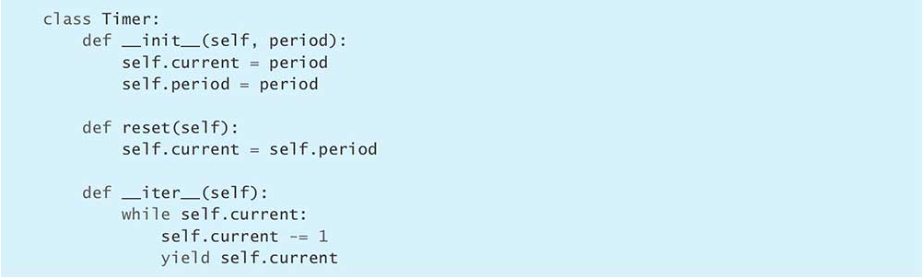 class Timer:
    def __init__(self, period):
        self.current = period
        self.period = period

    def reset(self):
        self.current = self.period

    def __iter__(self):
        while self.current:
            self.current -= 1
            yield self.current